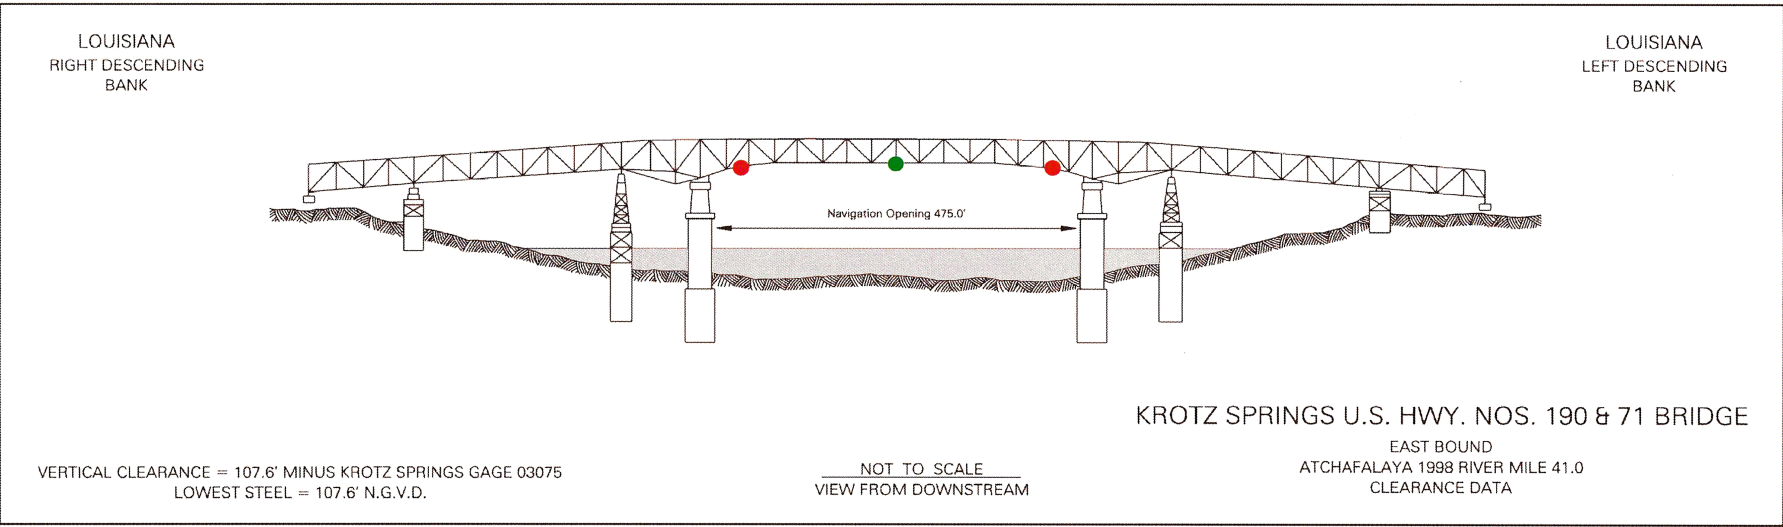 LOUISIANA
RIGHT DESCENDING
BANK
LOUISIANA
LEFT DESCENDING
BANK
Navigation Opening 475.0'
KROTZ SPRINGS U.S. HWY. NOS. 190 & 71 BRIDGE
EAST BOUND
ATCHAFALAYA 1998 RIVER MILE 41.0
CLEARANCE DATA
VERTICAL CLEARANCE = 107.6' MINUS KROTZ SPRINGS GAGE 03075
LOWEST STEEL = 107.6' N.G.V.D.
NOT TO SCALE
VIEW FROM DOWNSTREAM